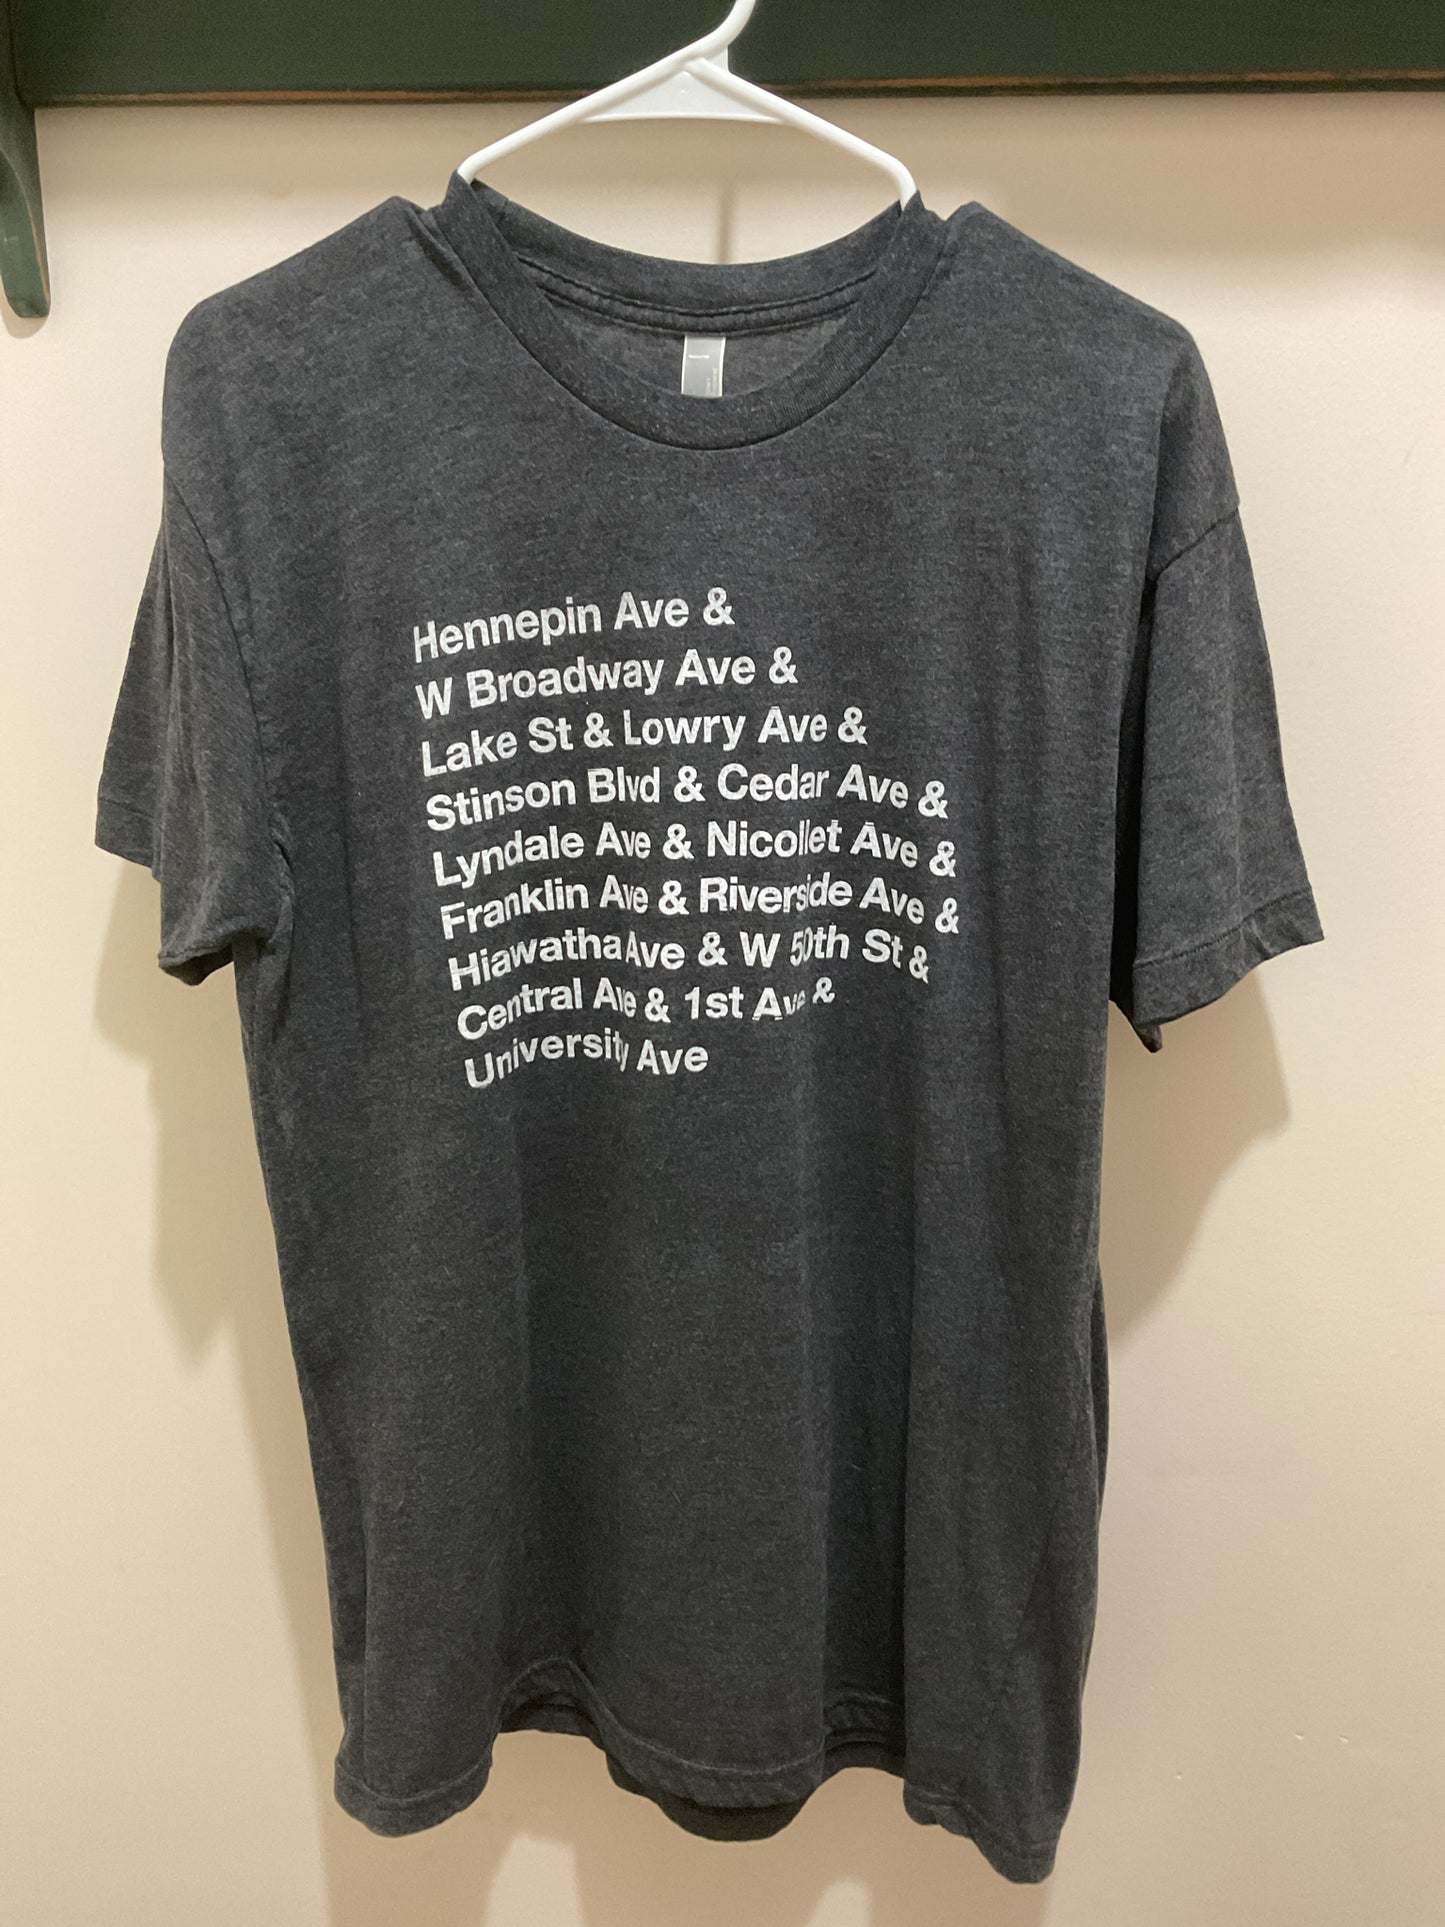 Hennepin Ave &
W Broadway Ave &
Lake St & Lowry Ave &
Stinson Blvd & Cedar Ave &
Lyndale Ave & Nicollet Ave &
Franklin Ave & Riverside Ave &
Hiawatha Ave & W 50th St &
Central Ave & 1st Ave &
University Ave